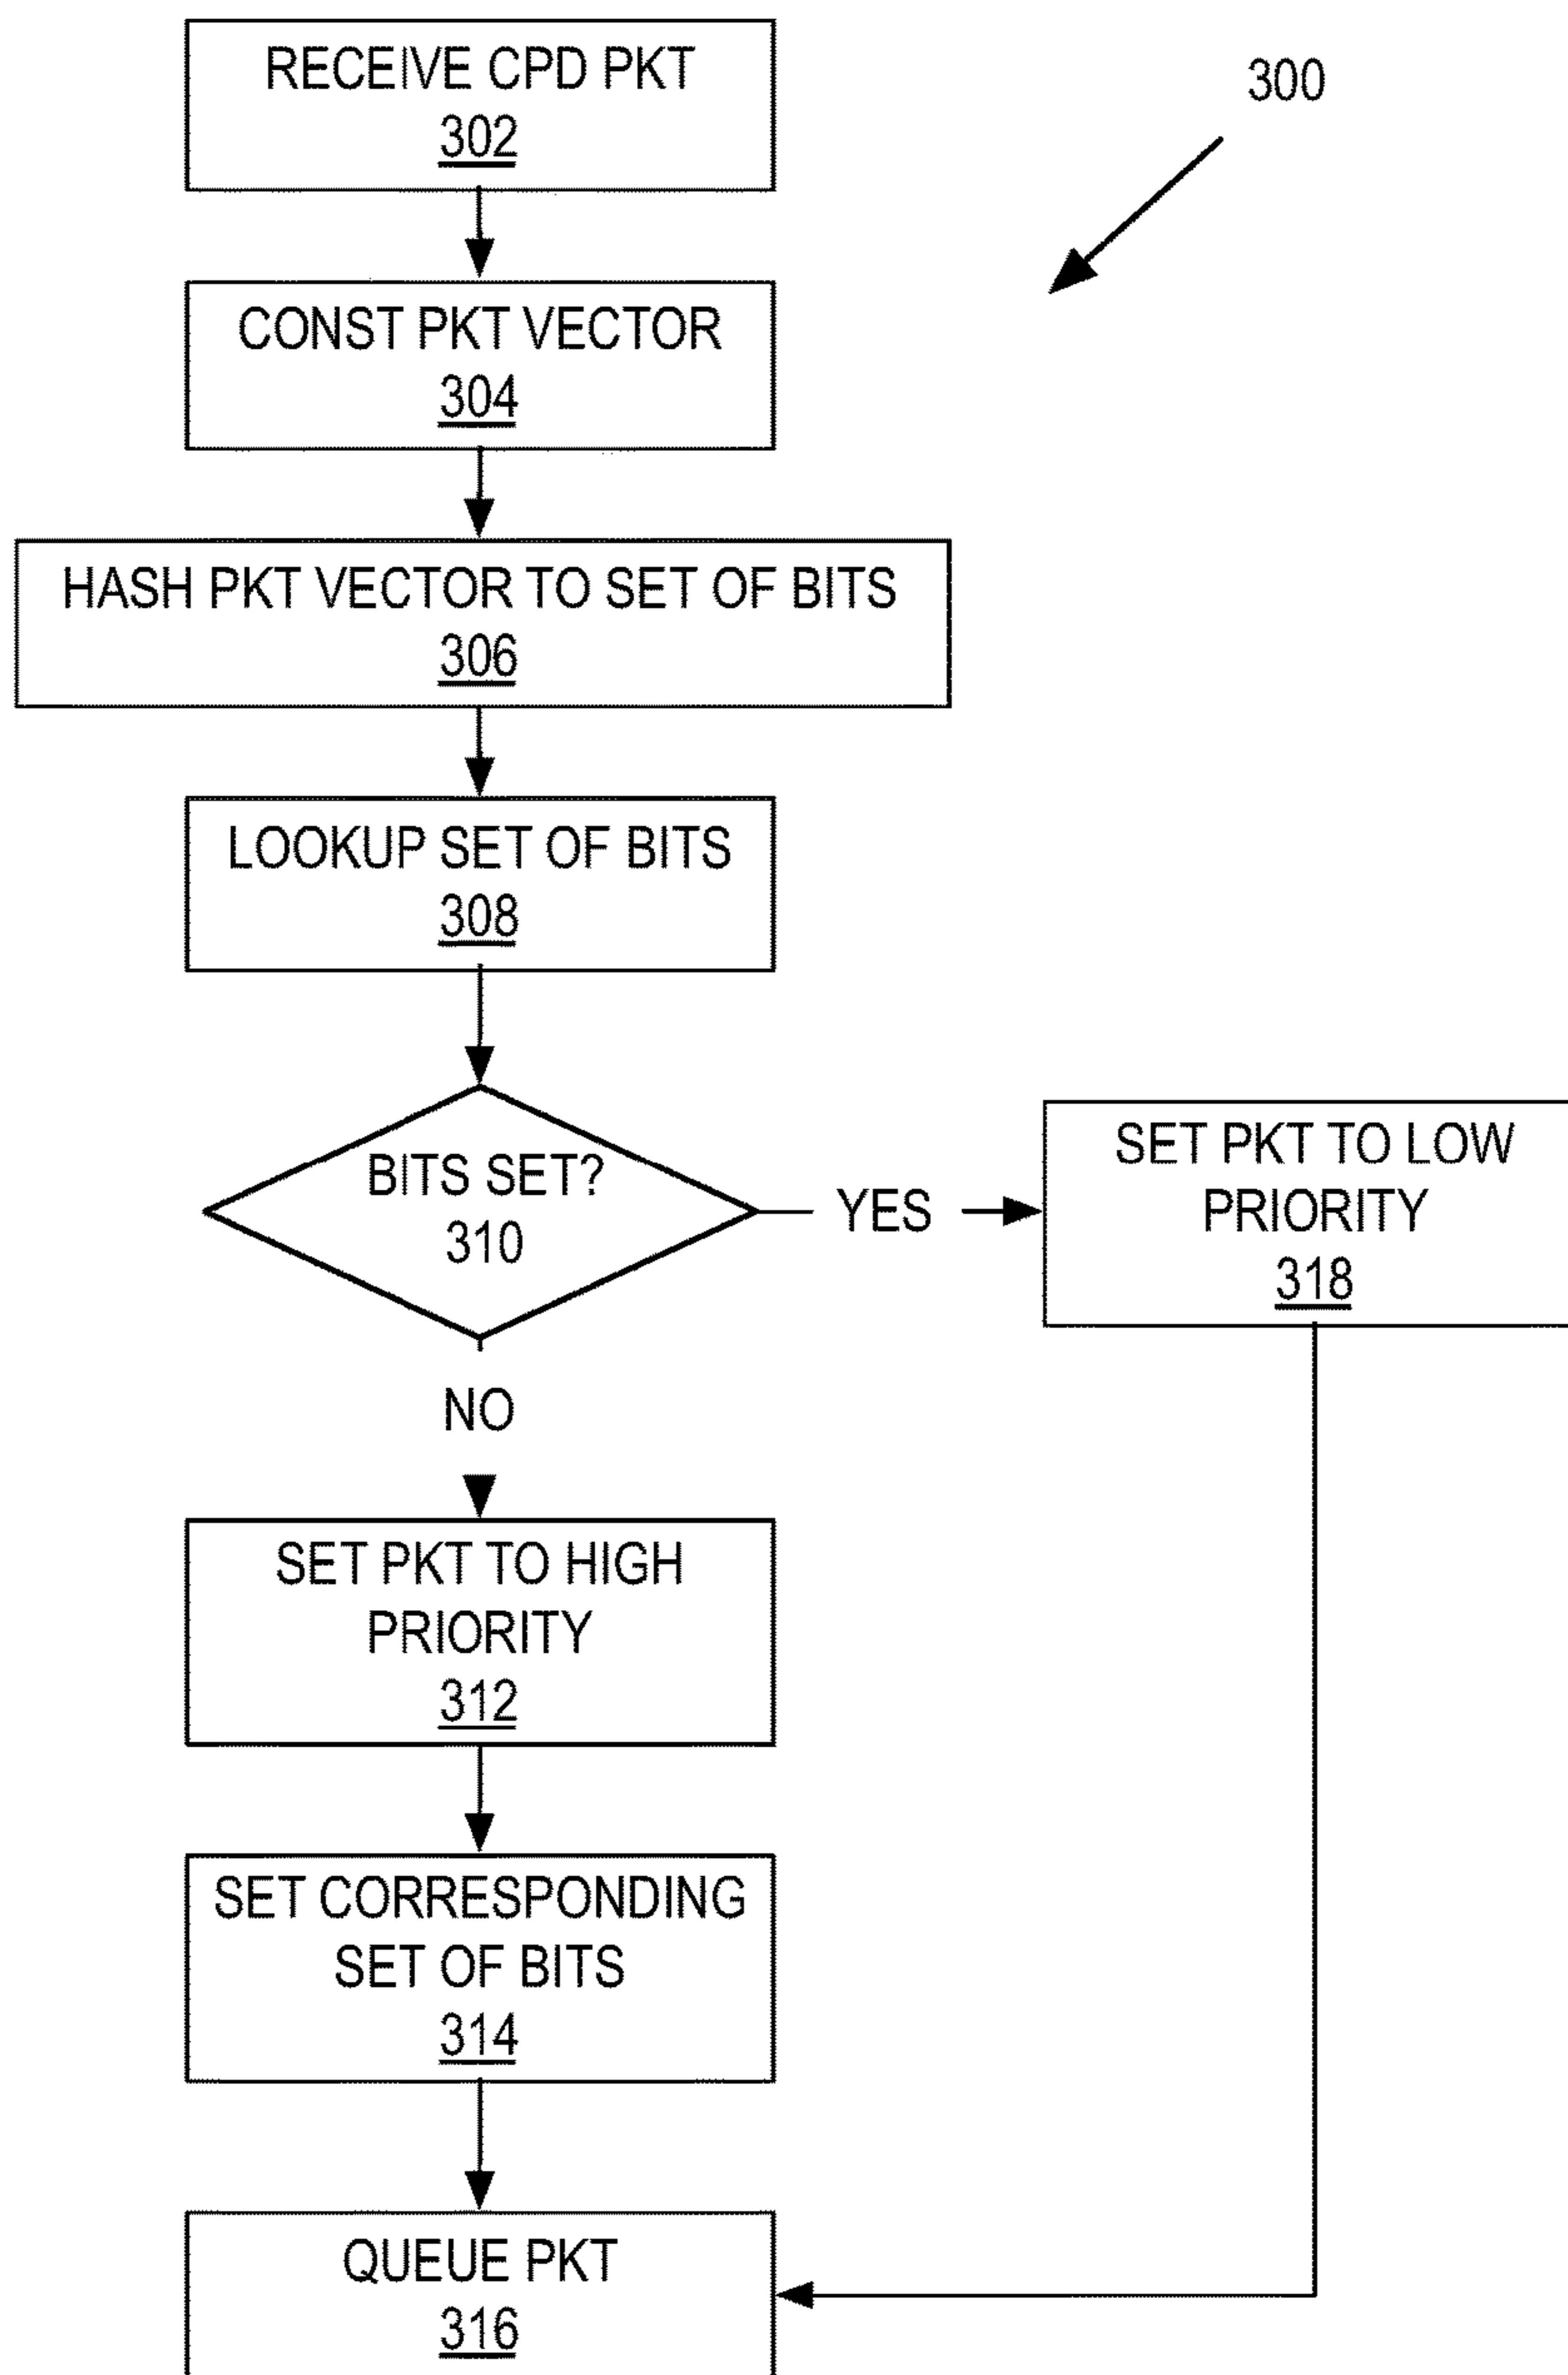 RECEIVE CPD PKT
302
300
CONST PKT VECTOR
304
HASH PKT VECTOR TO SET OF BITS
306
LOOKUP SET OF BITS
308
BITS SET?
310
YES
SET PKT TO LOW
PRIORITY
318
NO
SET PKT TO HIGH
PRIORITY
312
SET CORRESPONDING
SET OF BITS
314
QUEUE PKT
316